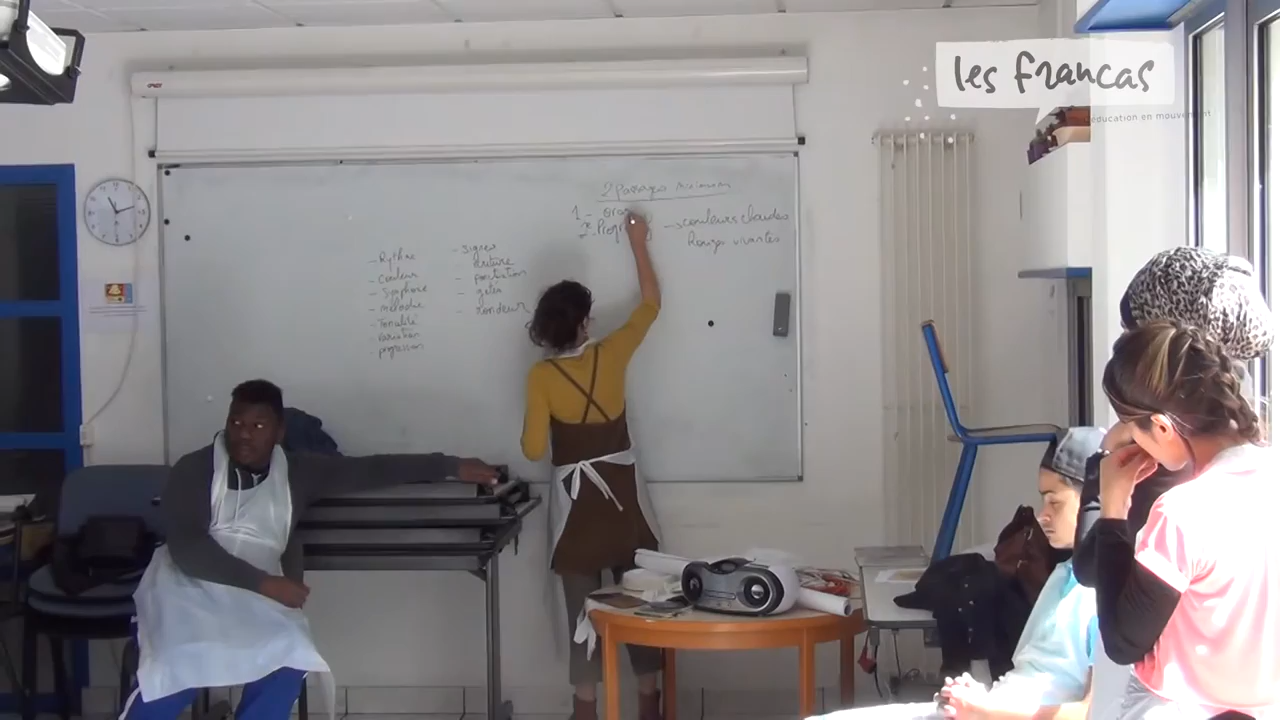 les francas
l'éducation en mouvement
2 Passages
1 -
2 -
→ couleurs chaudes
Rouge vivantes
- Rythme
- Couleur
- Symphonie
- mélodie
- Tonalité
- Variation
- progression
- signes
écriture
- partition
- gestes
- rondeur